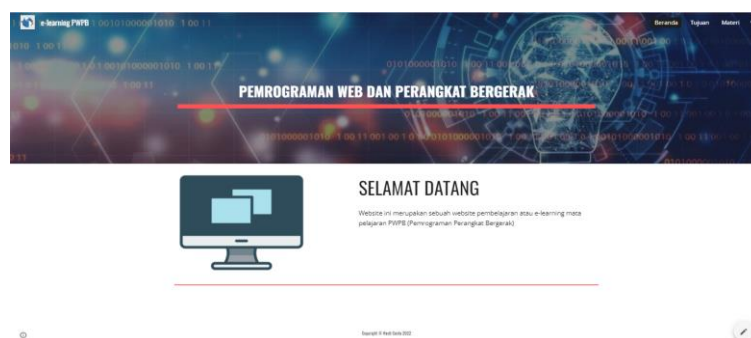 e-learning PWPB
Beranda Tujuan Materi
PEMROGRAMAN WEB DAN PERANGKAT BERGERAK
SELAMAT DATANG
Website ini merupakan sebuah website pembelajaran atau e-learning mata
pelajaran PWPB (Pemrograman Perangkat Bergerak)